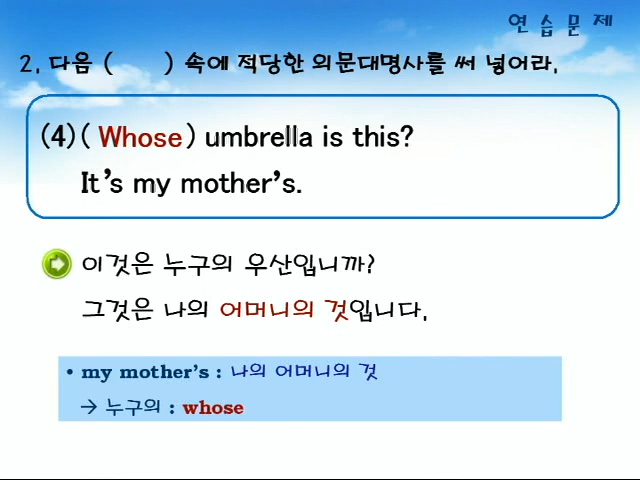 연 습 문 제
2. 다음 (      ) 속에 적당한 의문대명사를 써 넣어라.
(4)( Whose ) umbrella is this?
It's my mother's.
이것은 누구의 우산입니까?
그것은 나의 어머니의 것입니다.
• my mother's : 나의 어머니의 것
→ 누구의 : whose